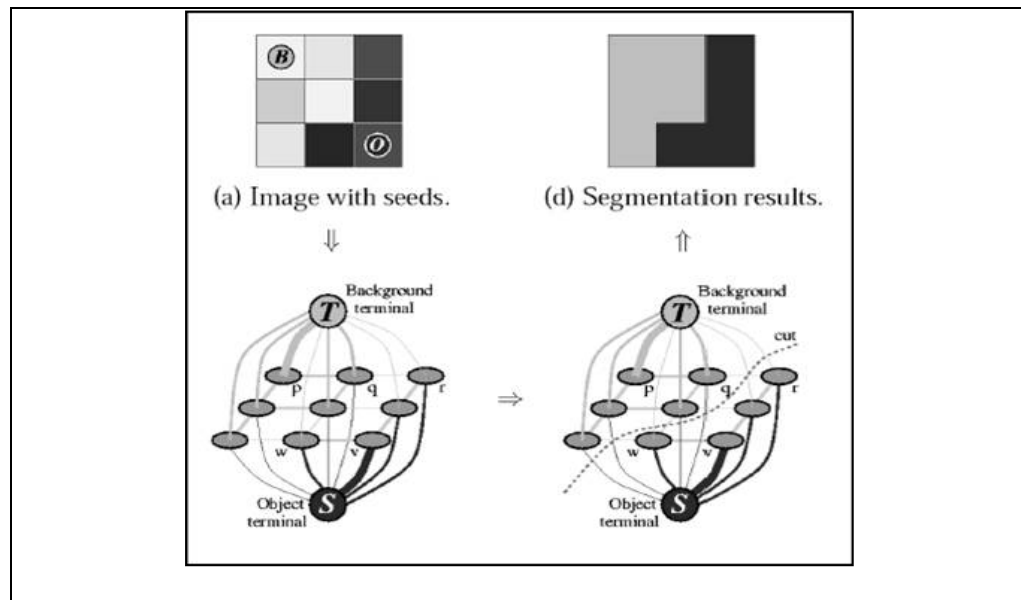 B
O
(a) Image with seeds.
(d) Segmentation results.
⇓
⇑
Background
terminal
T
p
q
r
w
v
S
Object
terminal
⇒
Background
terminal
T
cut
p
q
r
w
v
S
Object
terminal